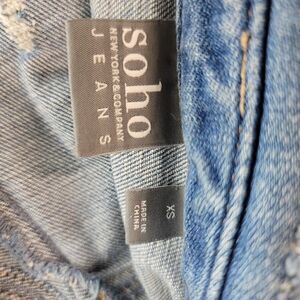 soho
NEW YORK & COMPANY
JEANS
XS
MADE IN
CHINA